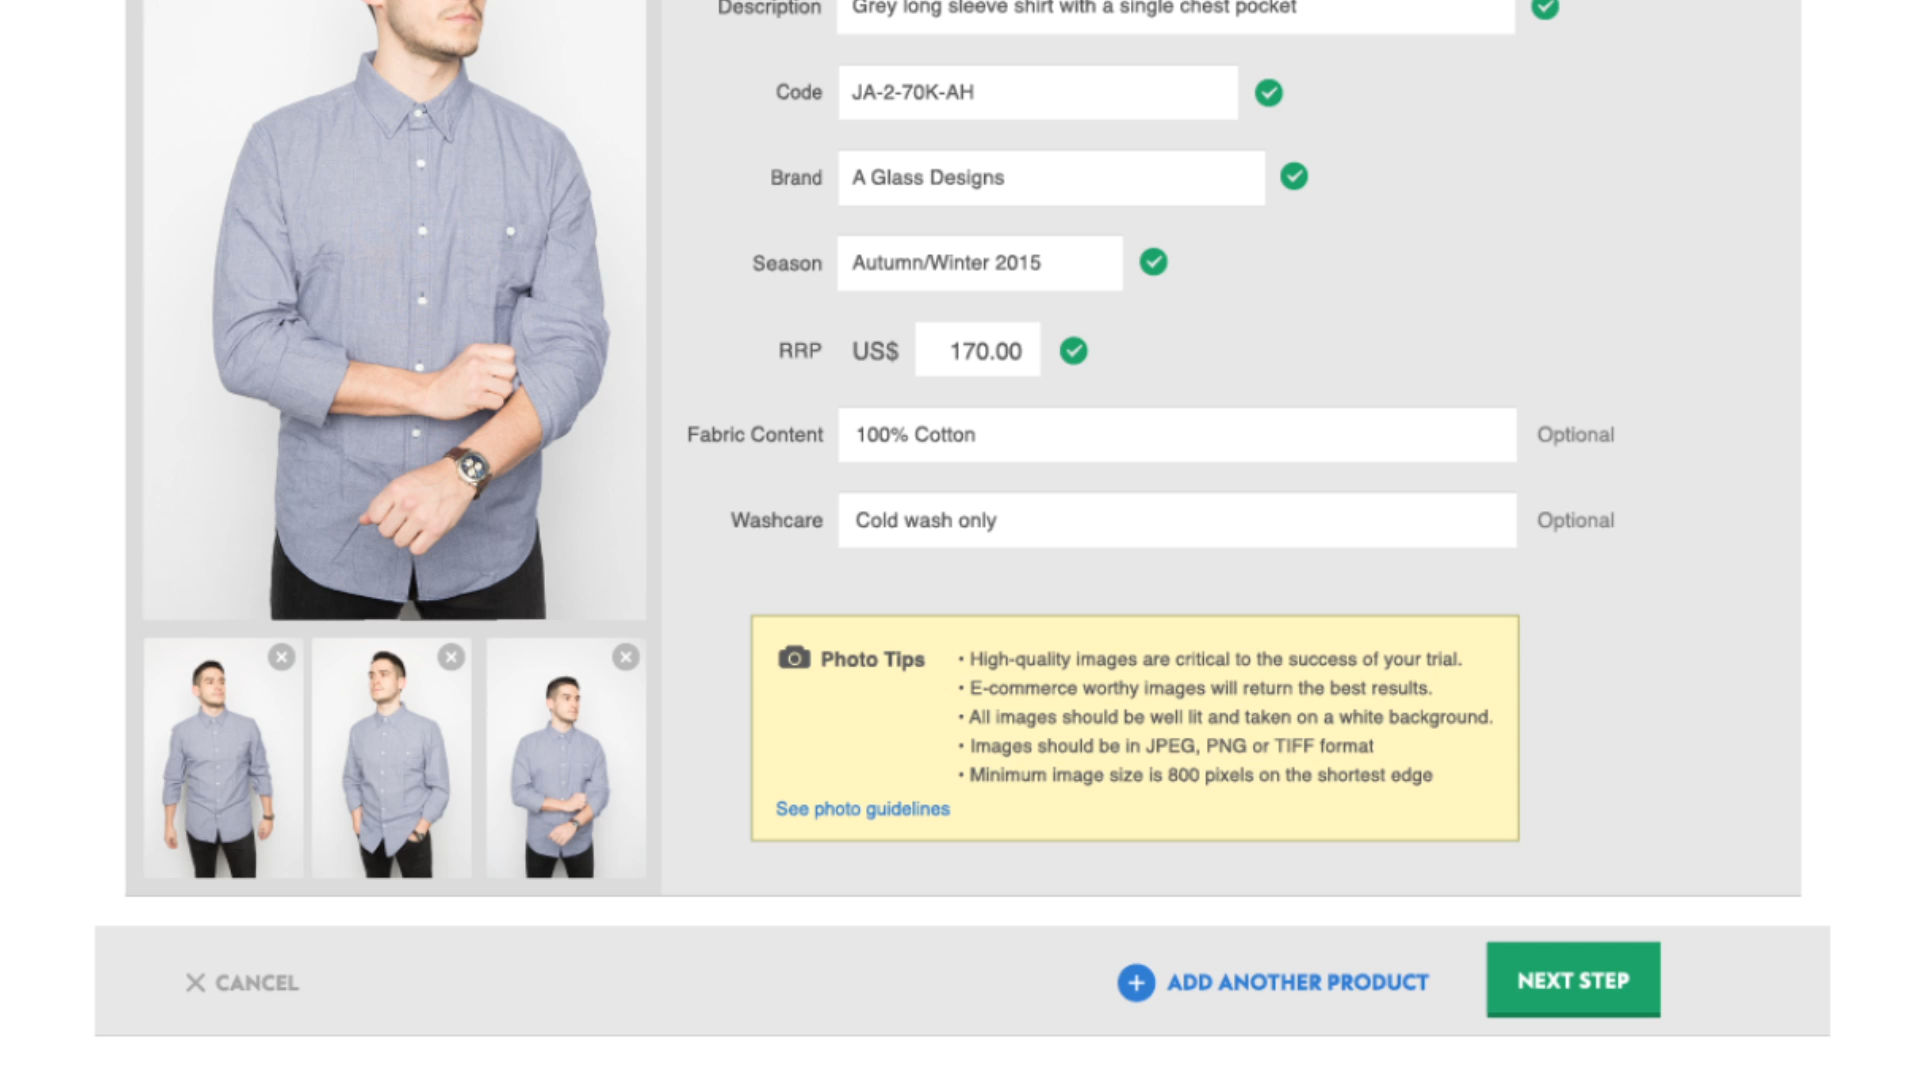 Description Grey long sleeve shirt with a single chest pocket
Code JA-2-70K-AH
Brand A Glass Designs
Season Autumn/Winter 2015
RRP US$ 170.00
Fabric Content 100% Cotton Optional
Washcare Cold wash only Optional
Photo Tips • High-quality images are critical to the success of your trial.
• E-commerce worthy images will return the best results.
• All images should be well lit and taken on a white background.
• Images should be in JPEG, PNG or TIFF format
• Minimum image size is 800 pixels on the shortest edge
See photo guidelines
CANCEL ADD ANOTHER PRODUCT NEXT STEP